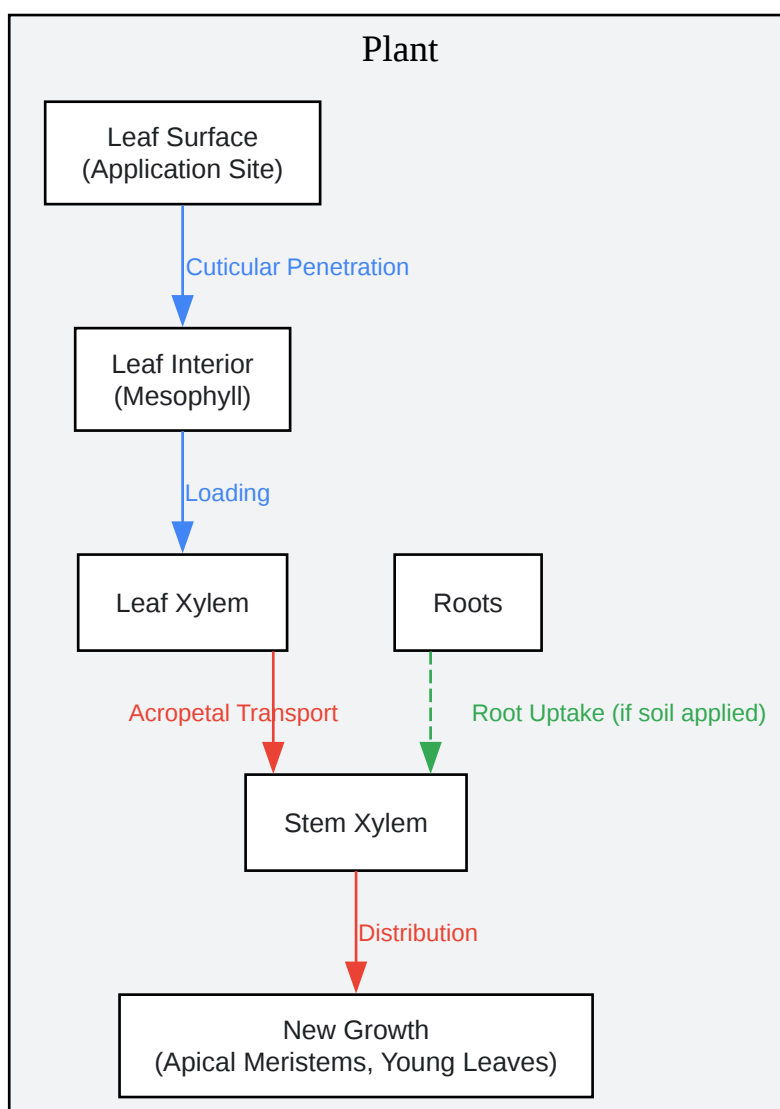 Plant
Leaf Surface
(Application Site)
Cuticular Penetration
Leaf Interior
(Mesophyll)
Loading
Leaf Xylem
Roots
Acropetal Transport
Root Uptake (if soil applied)
Stem Xylem
Distribution
New Growth
(Apical Meristems, Young Leaves)